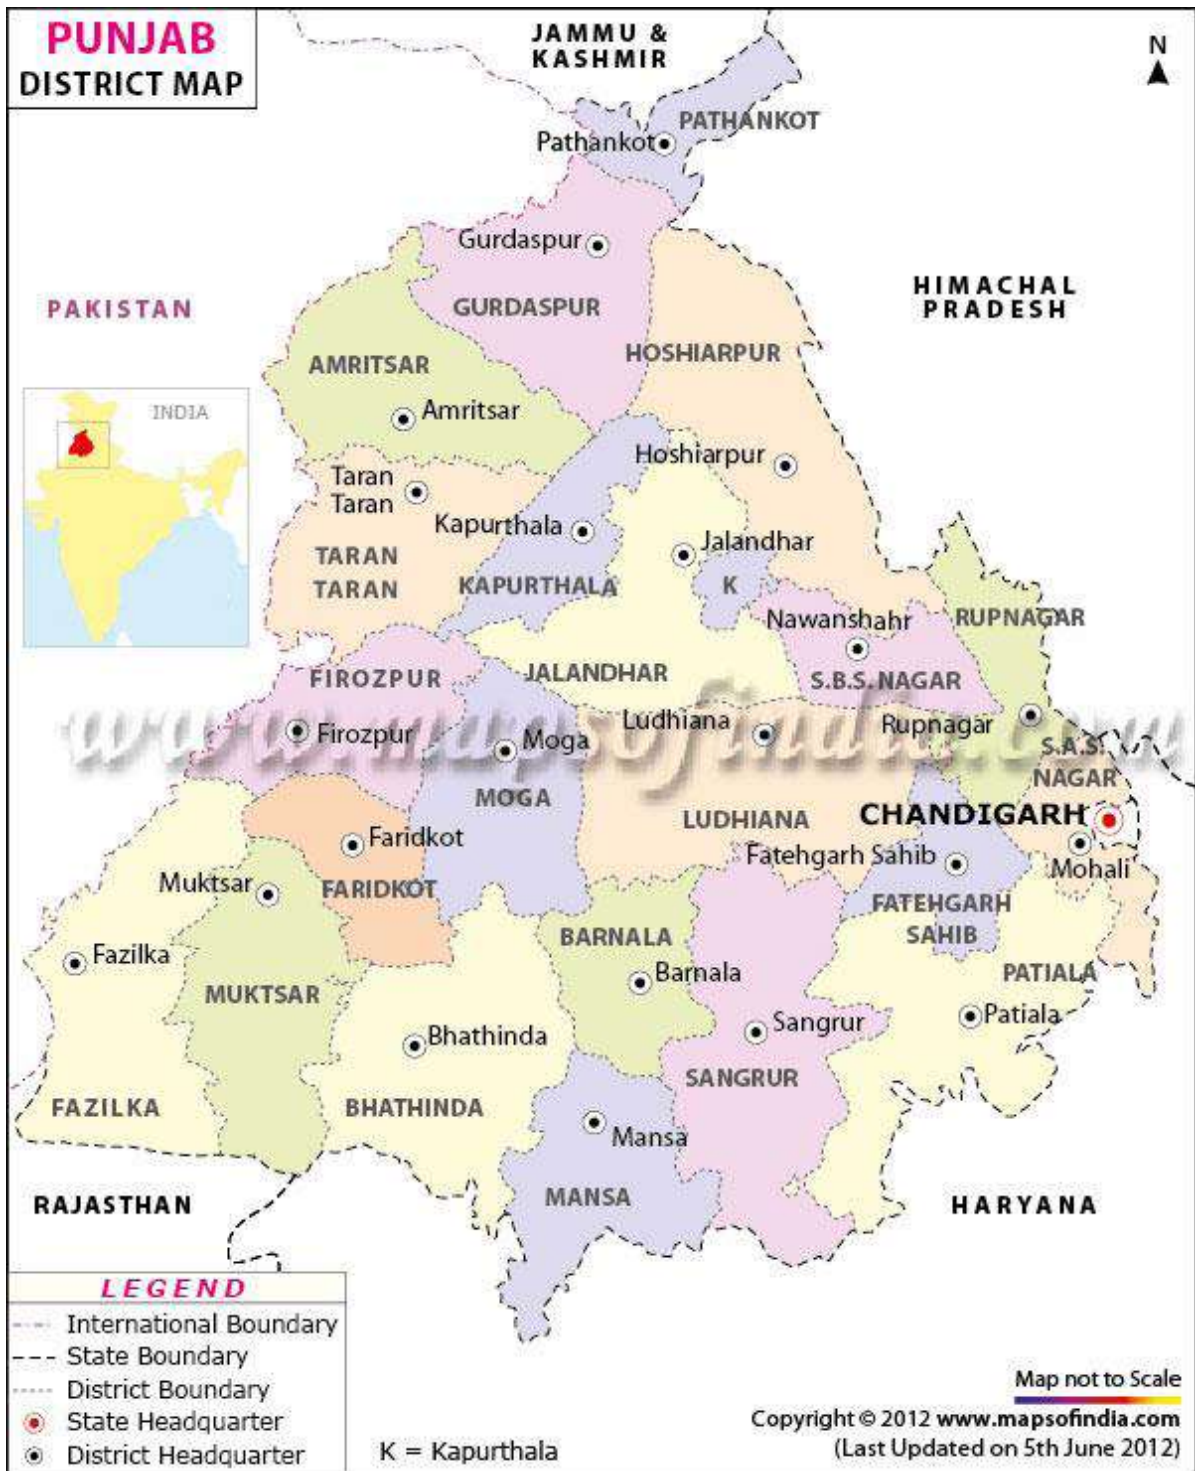 PUNJAB
DISTRICT MAP
JAMMU &
KASHMIR
N
PATHANKOT
Pathankot
Gurdaspur
GURDASPUR
HIMACHAL
PRADESH
PAKISTAN
HOSHIARPUR
AMRITSAR
Amritsar
INDIA
Hoshiarpur
Taran
Taran
Kapurthala
Jalandhar
TARAN
TARAN
KAPURTHALA
K
Nawanshahr
RUPNAGAR
FIROZPUR
JALANDHAR
S.B.S. NAGAR
www.mapsofindia.com
Firozpur
Moga
Ludhiana
Rupnagar
S.A.S.
NAGAR
MOGA
LUDHIANA
CHANDIGARH
Faridkot
Fatehgarh Sahib
Mohali
Muktsar
FARIDKOT
FATEHGARH
SAHIB
BARNALA
Fazilka
Barnala
PATIALA
MUKTSAR
Bhathinda
Sangrur
Patiala
SANGRUR
FAZILKA
BHATHINDA
Mansa
MANSA
RAJASTHAN
HARYANA
LEGEND
International Boundary
State Boundary
District Boundary
State Headquarter
District Headquarter
K = Kapurthala
Map not to Scale
Copyright © 2012 www.mapsofindia.com
(Last Updated on 5th June 2012)